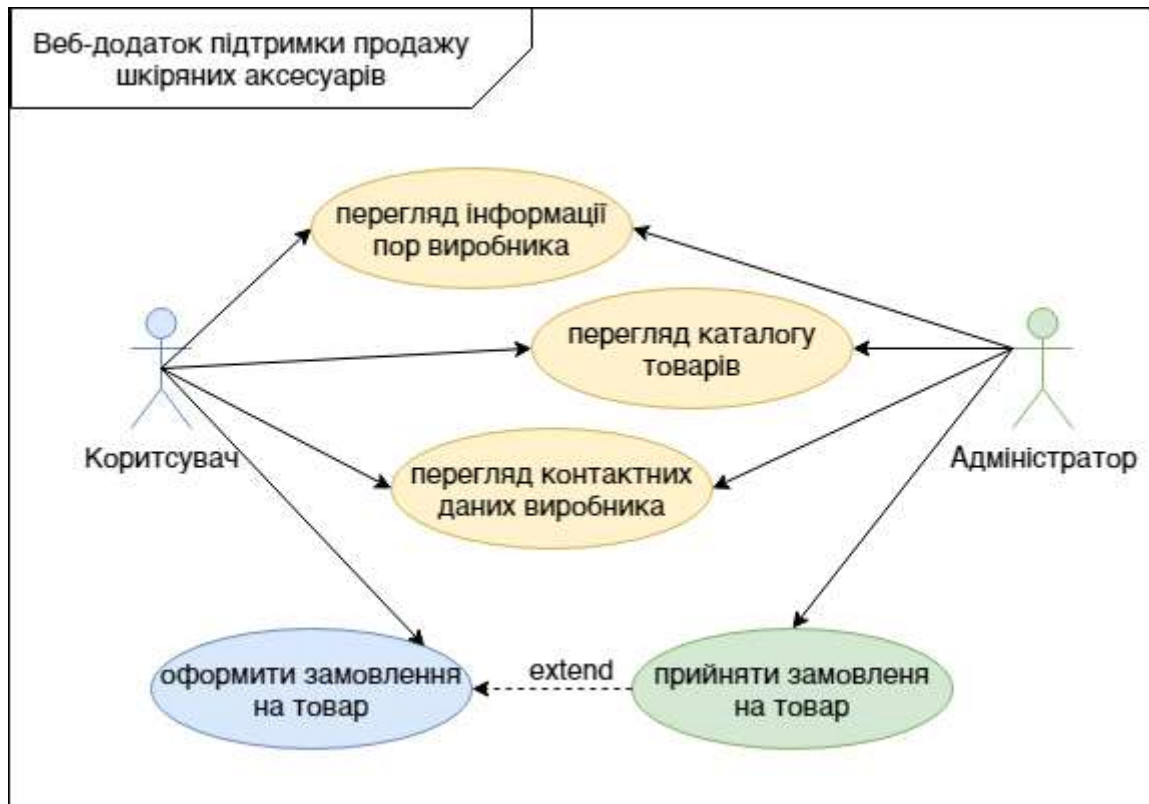 Веб-додаток підтримки продажу
шкіряних аксесуарів
перегляд інформації
пор виробника
перегляд каталогу
товарів
Коритсувач
Адміністратор
перегляд контактних
даних виробника
оформити замовлення
на товар
extend
прийняти замовленя
на товар